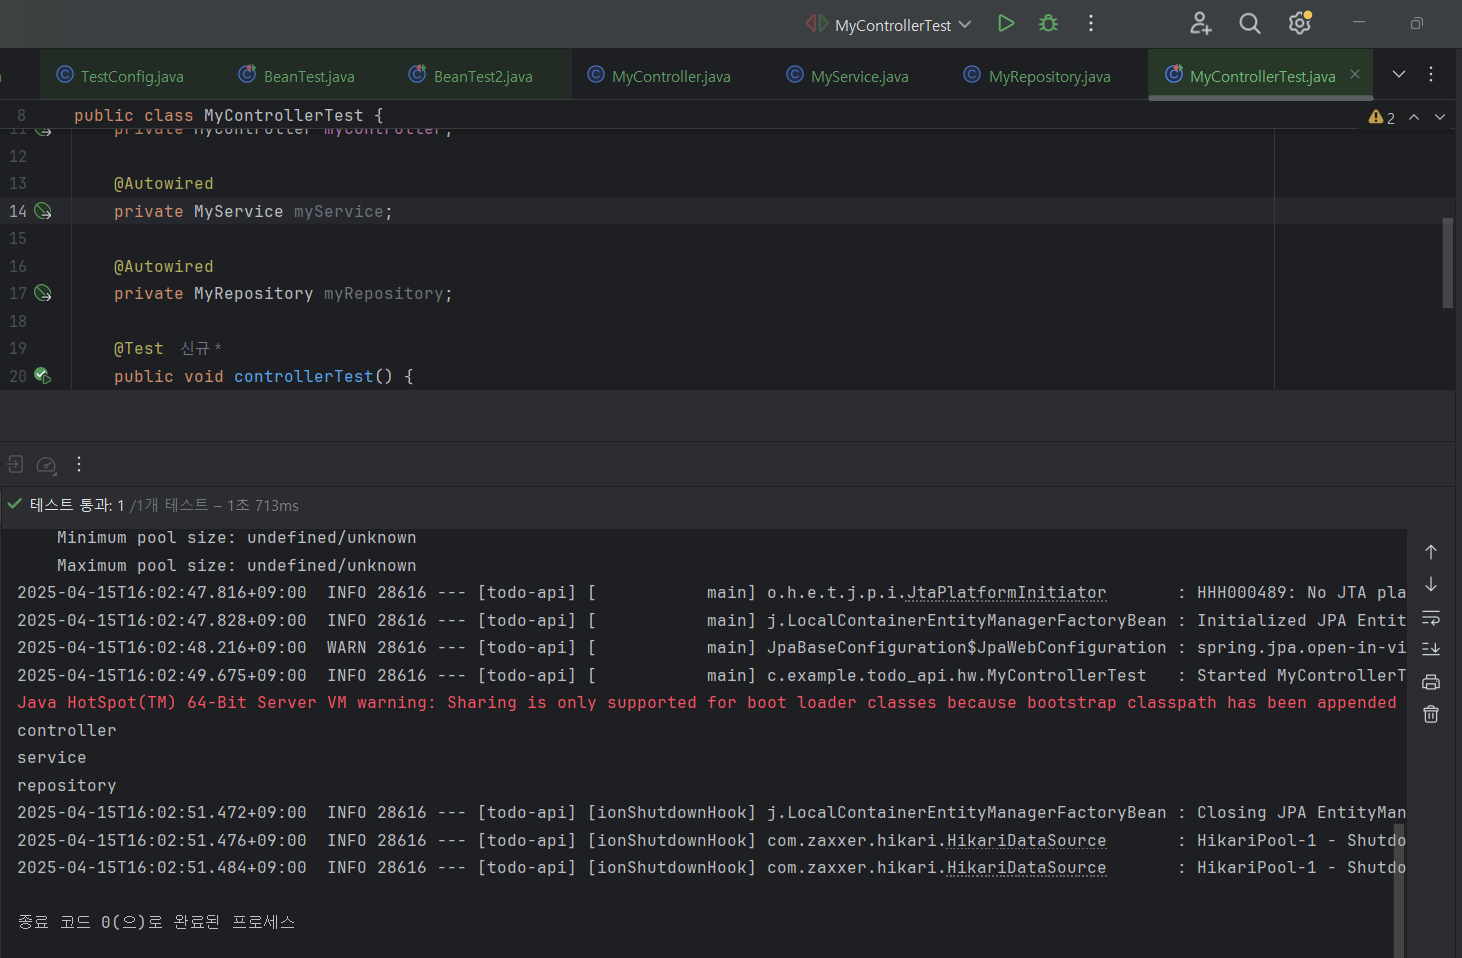 MyControllerTest
TestConfig.java BeanTest.java BeanTest2.java MyController.java MyService.java MyRepository.java MyControllerTest.java
8 public class MyControllerTest {
2
11 private MyController myController;
12
13 @Autowired
14 private MyService myService;
15
16 @Autowired
17 private MyRepository myRepository;
18
19 @Test 신규 *
20 public void controllerTest() {
테스트 통과: 1 /1개 테스트 – 1초 713ms
Minimum pool size: undefined/unknown
Maximum pool size: undefined/unknown
2025-04-15T16:02:47.816+09:00  INFO 28616 --- [todo-api] [           main] o.h.e.t.j.p.i.JtaPlatformInitiator       : HHH000489: No JTA pla
2025-04-15T16:02:47.828+09:00  INFO 28616 --- [todo-api] [           main] j.LocalContainerEntityManagerFactoryBean : Initialized JPA Entit
2025-04-15T16:02:48.216+09:00  WARN 28616 --- [todo-api] [           main] JpaBaseConfiguration$JpaWebConfiguration : spring.jpa.open-in-vi
2025-04-15T16:02:49.675+09:00  INFO 28616 --- [todo-api] [           main] c.example.todo_api.hw.MyControllerTest   : Started MyControllerT
Java HotSpot(TM) 64-Bit Server VM warning: Sharing is only supported for boot loader classes because bootstrap classpath has been appended
controller
service
repository
2025-04-15T16:02:51.472+09:00  INFO 28616 --- [todo-api] [ionShutdownHook] j.LocalContainerEntityManagerFactoryBean : Closing JPA EntityMan
2025-04-15T16:02:51.476+09:00  INFO 28616 --- [todo-api] [ionShutdownHook] com.zaxxer.hikari.HikariDataSource       : HikariPool-1 - Shutdo
2025-04-15T16:02:51.484+09:00  INFO 28616 --- [todo-api] [ionShutdownHook] com.zaxxer.hikari.HikariDataSource       : HikariPool-1 - Shutdo
종료 코드 0(으)로 완료된 프로세스